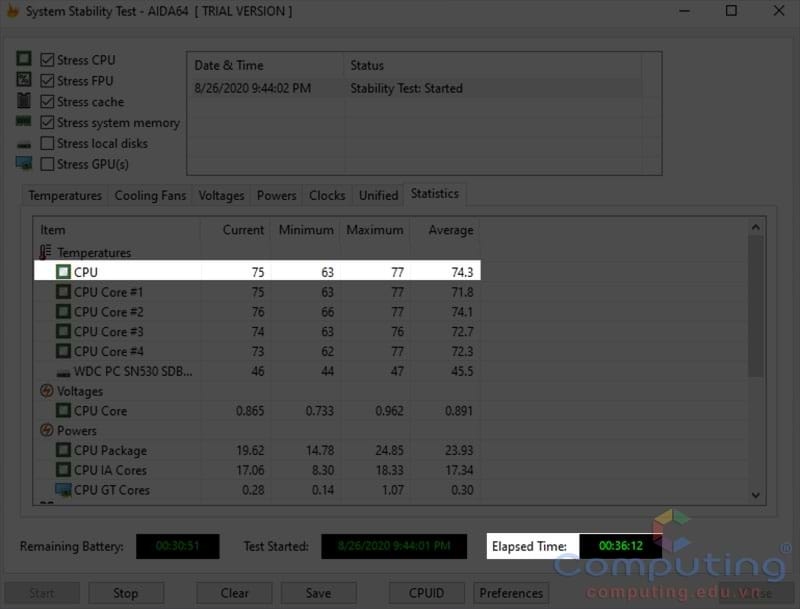 System Stability Test - AIDA64 [ TRIAL VERSION ]
Stress CPU
Stress FPU
Stress cache
Stress system memory
Stress local disks
Stress GPU(s)
Date & Time Status
8/26/2020 9:44:02 PM Stability Test: Started
Temperatures Cooling Fans Voltages Powers Clocks Unified Statistics
Item Current Minimum Maximum Average
Temperatures
CPU 75 63 77 74.3
CPU Core #1 75 63 77 71.8
CPU Core #2 76 66 77 74.1
CPU Core #3 74 63 76 72.7
CPU Core #4 73 62 77 72.3
WDC PC SN530 SDB... 46 44 47 45.5
Voltages
CPU Core 0.865 0.733 0.962 0.891
Powers
CPU Package 19.62 14.78 24.85 23.93
CPU IA Cores 17.06 8.30 18.33 17.34
CPU GT Cores 0.28 0.14 1.07 0.30
Remaining Battery: 00:30:51 Test Started: 8/26/2020 9:44:01 PM Elapsed Time: 00:36:12
Computing®
computing.edu.vn
Start Stop Clear Save CPUID Preferences